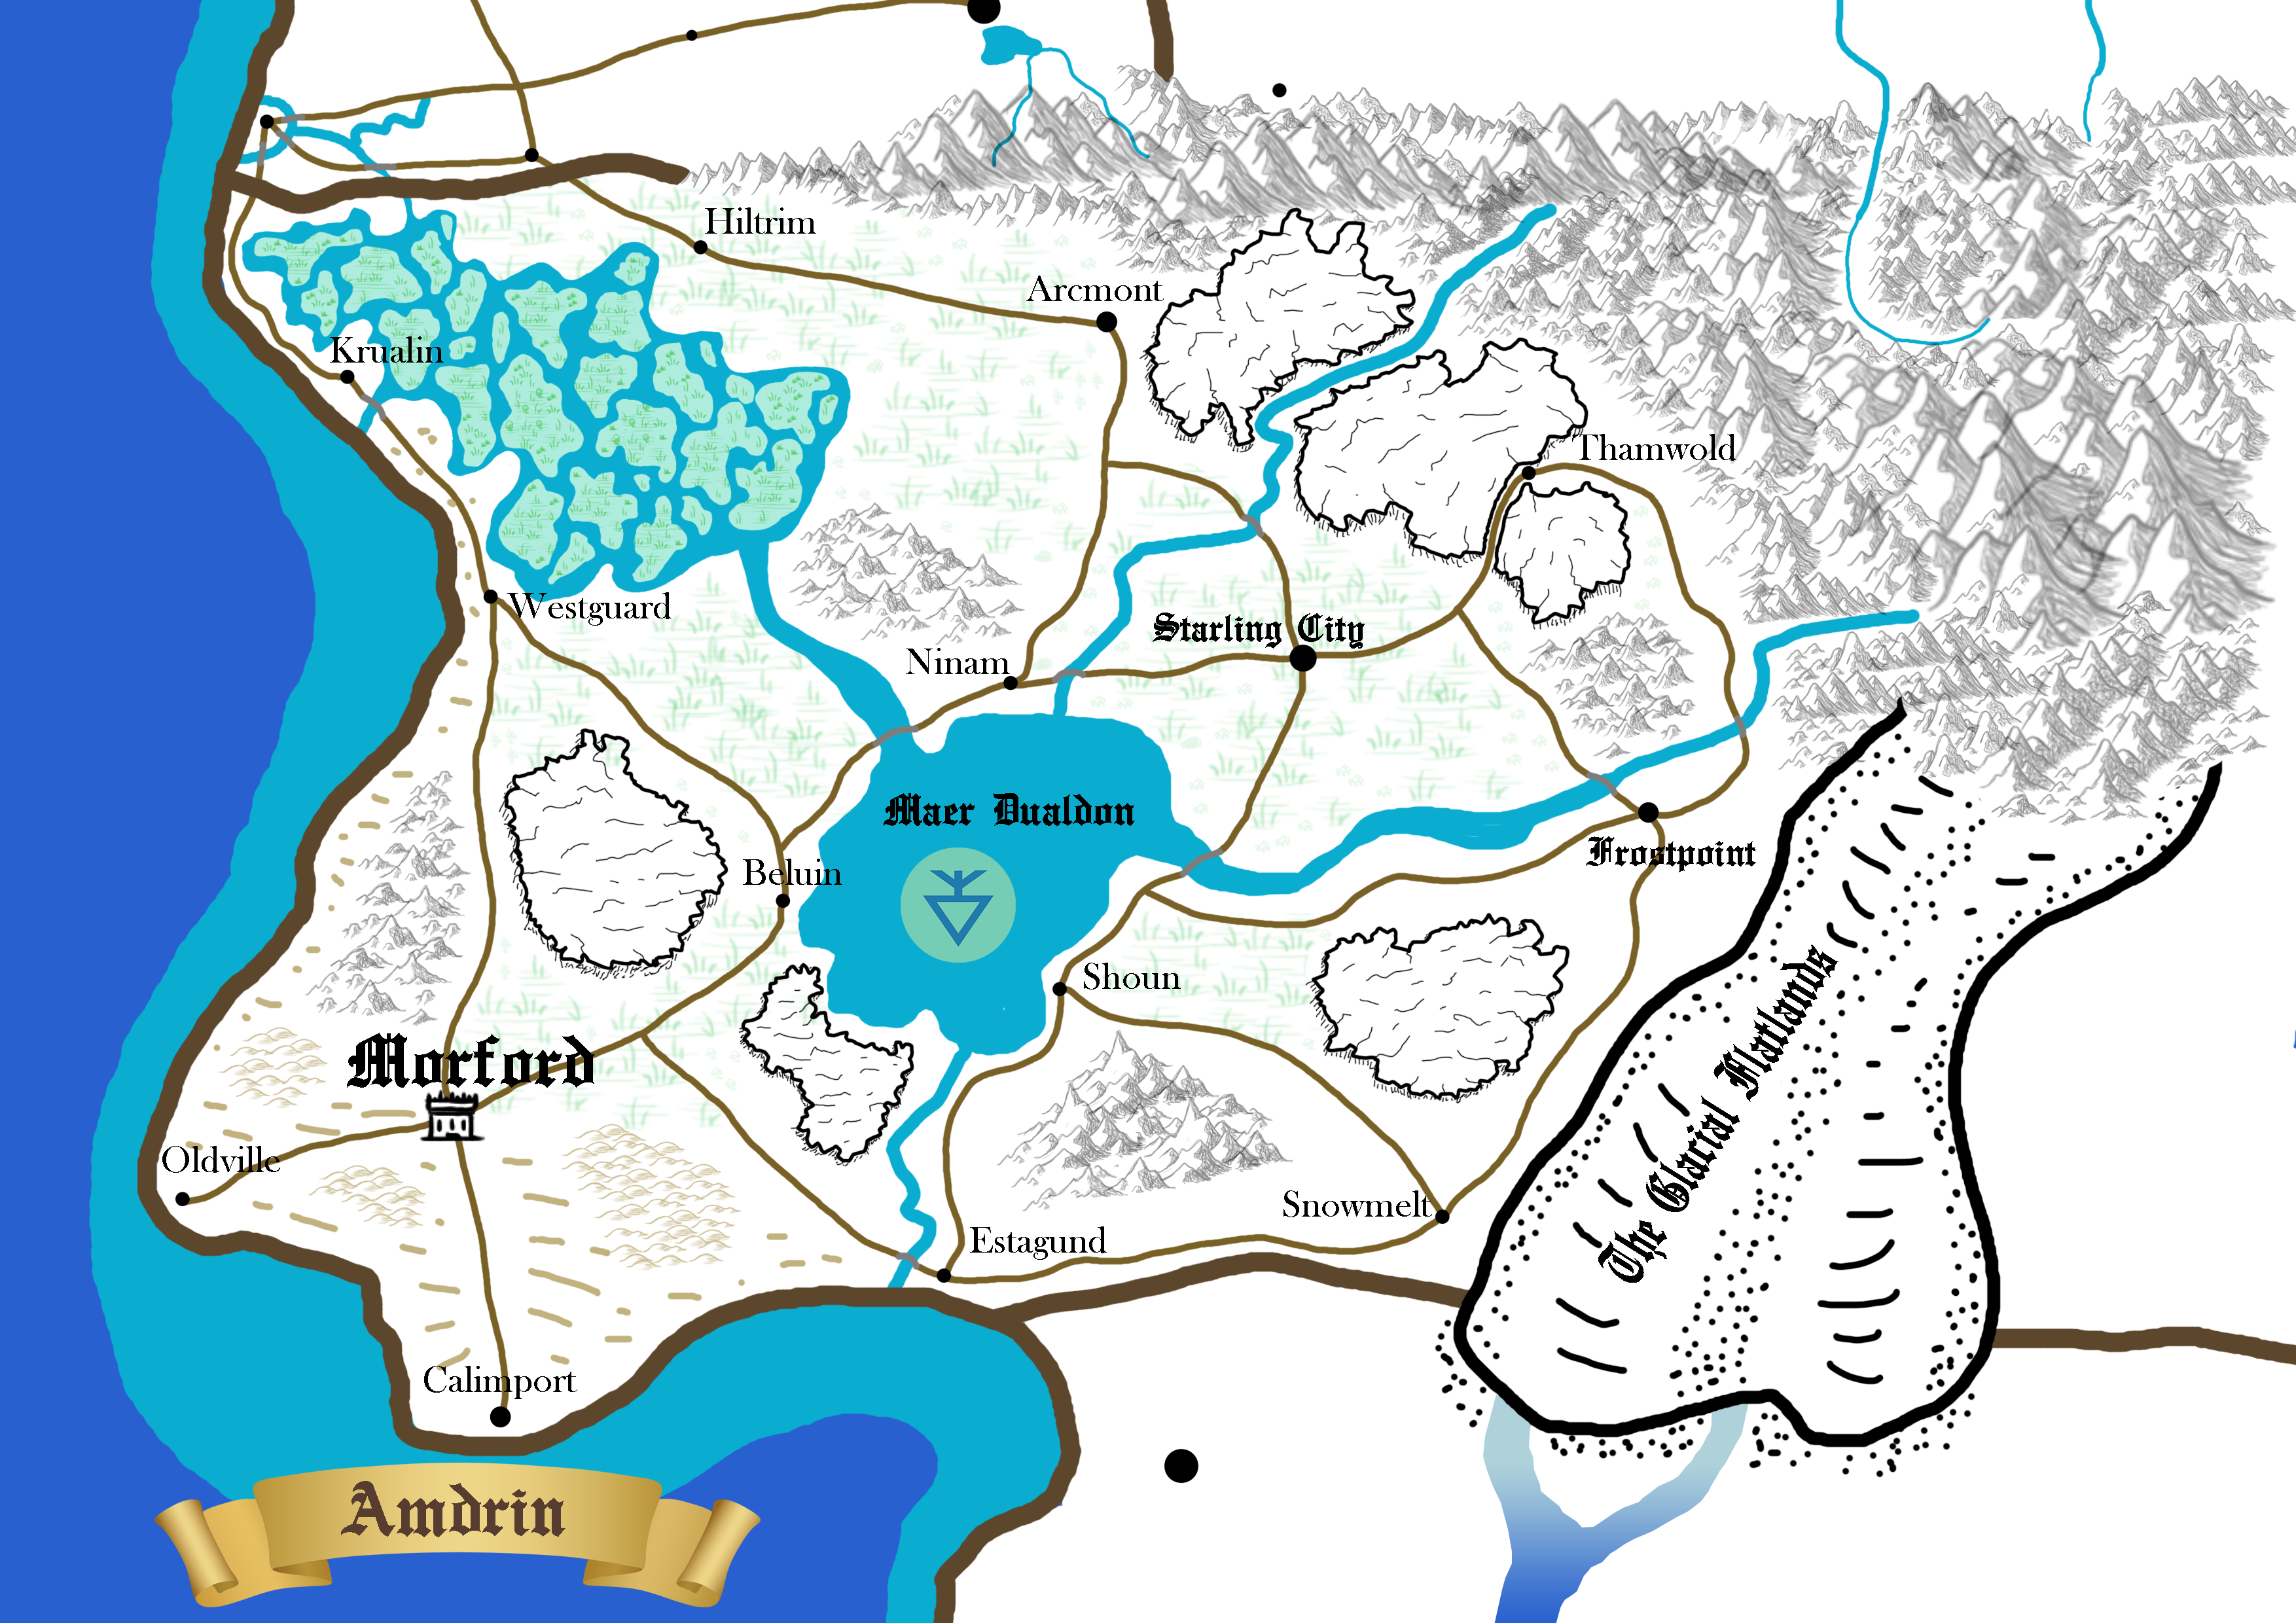 Hiltrim
Arcmont
Krualin
Thamwold
Westguard
Starling City
Ninam
Maer Dualdon
Frostpoint
Beluin
Shoun
The Glacial Flatlands
Morford
Oldville
Snowmelt
Estagund
Calimport
Amdrin